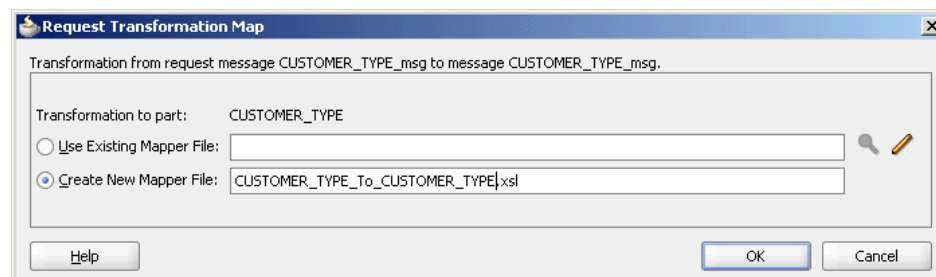 Request Transformation Map
Transformation from request message CUSTOMER_TYPE_msg to message CUSTOMER_TYPE_msg.
Transformation to part: CUSTOMER_TYPE
Use Existing Mapper File:
Create New Mapper File: CUSTOMER_TYPE_To_CUSTOMER_TYPE.xsl
Help OK Cancel